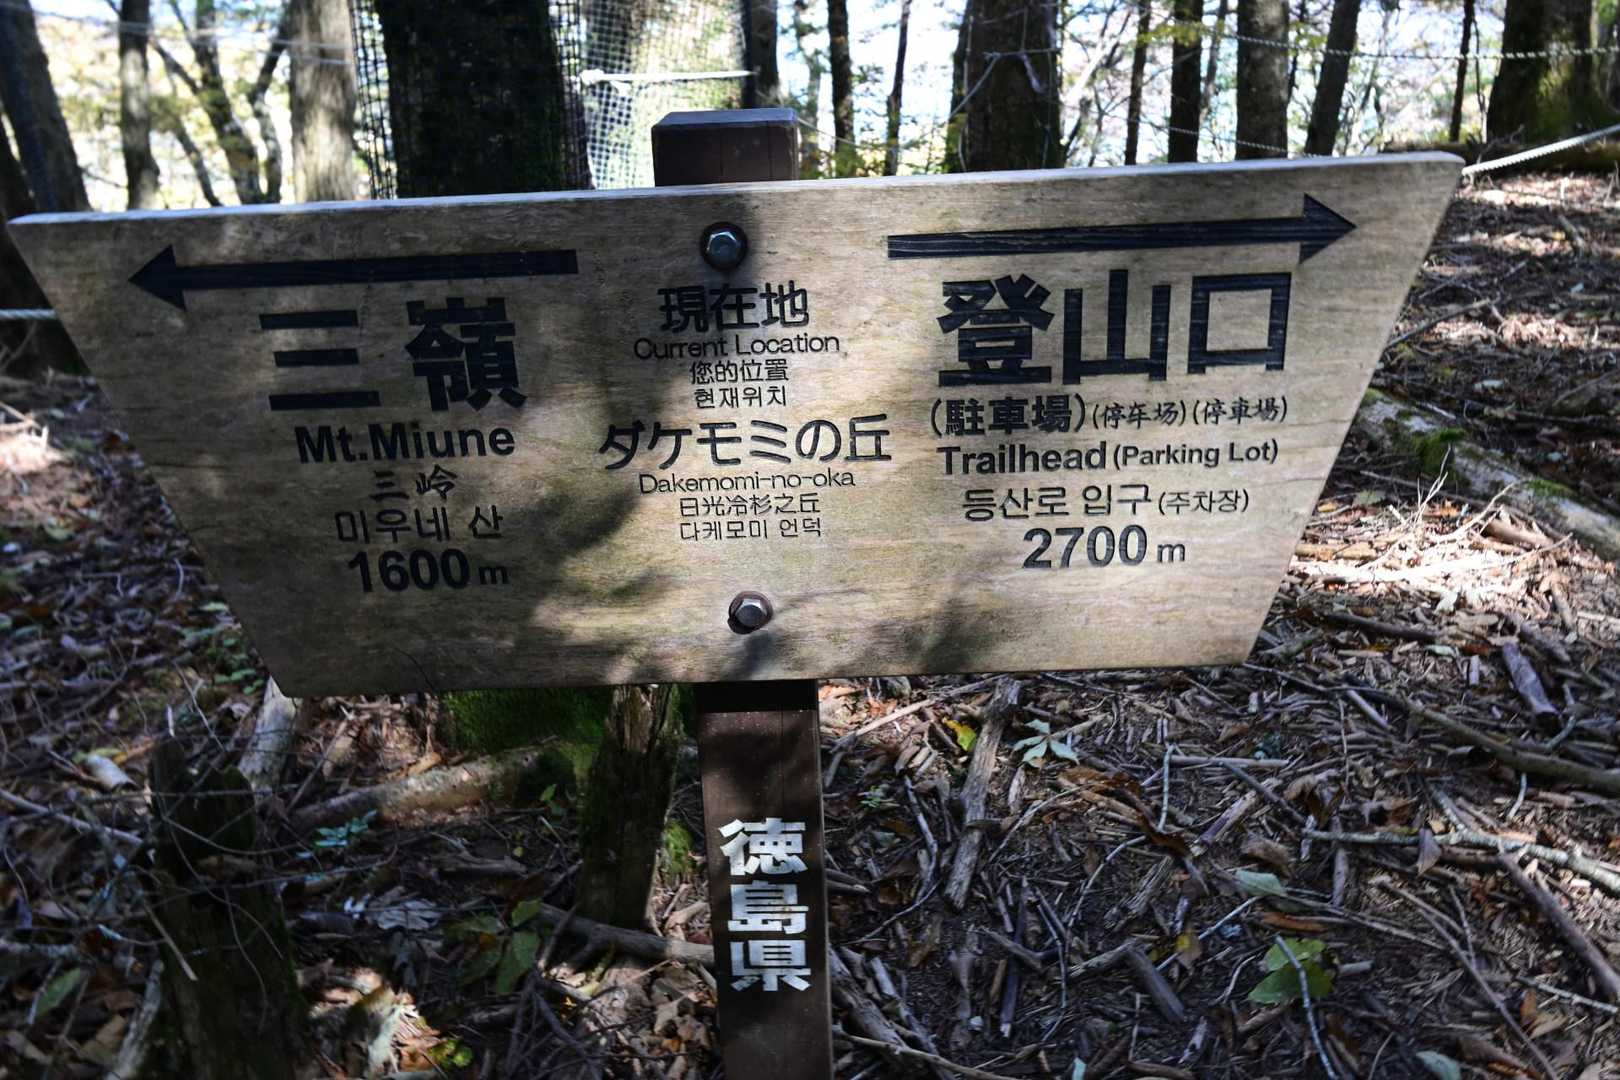 三嶺
Mt.Miune
三岭
미우네 산
1600m
現在地
Current Location
您的位置
현재위치
ダケモミの丘
Dakemomi-no-oka
日光冷杉之丘
다케모미 언덕
登山口
(駐車場)(停车场)(停車場)
Trailhead (Parking Lot)
등산로 입구 (주차장)
2700m
徳島県